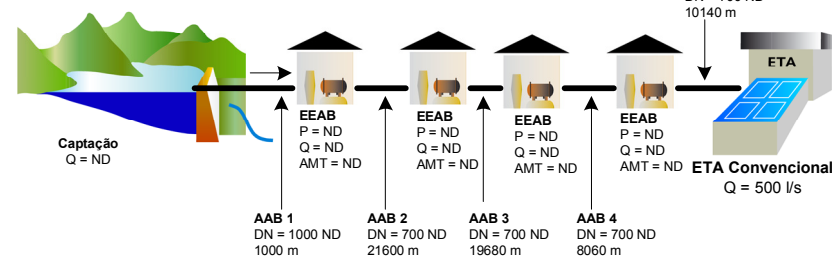 10140 m
ETA
Captação
Q = ND
EEAB
P = ND
Q = ND
AMT = ND
EEAB
P = ND
Q = ND
AMT = ND
EEAB
P = ND
Q = ND
AMT = ND
EEAB
P = ND
Q = ND
AMT = ND
ETA Convencional
Q = 500 l/s
AAB 1
DN = 1000 ND
1000 m
AAB 2
DN = 700 ND
21600 m
AAB 3
DN = 700 ND
19680 m
AAB 4
DN = 700 ND
8060 m